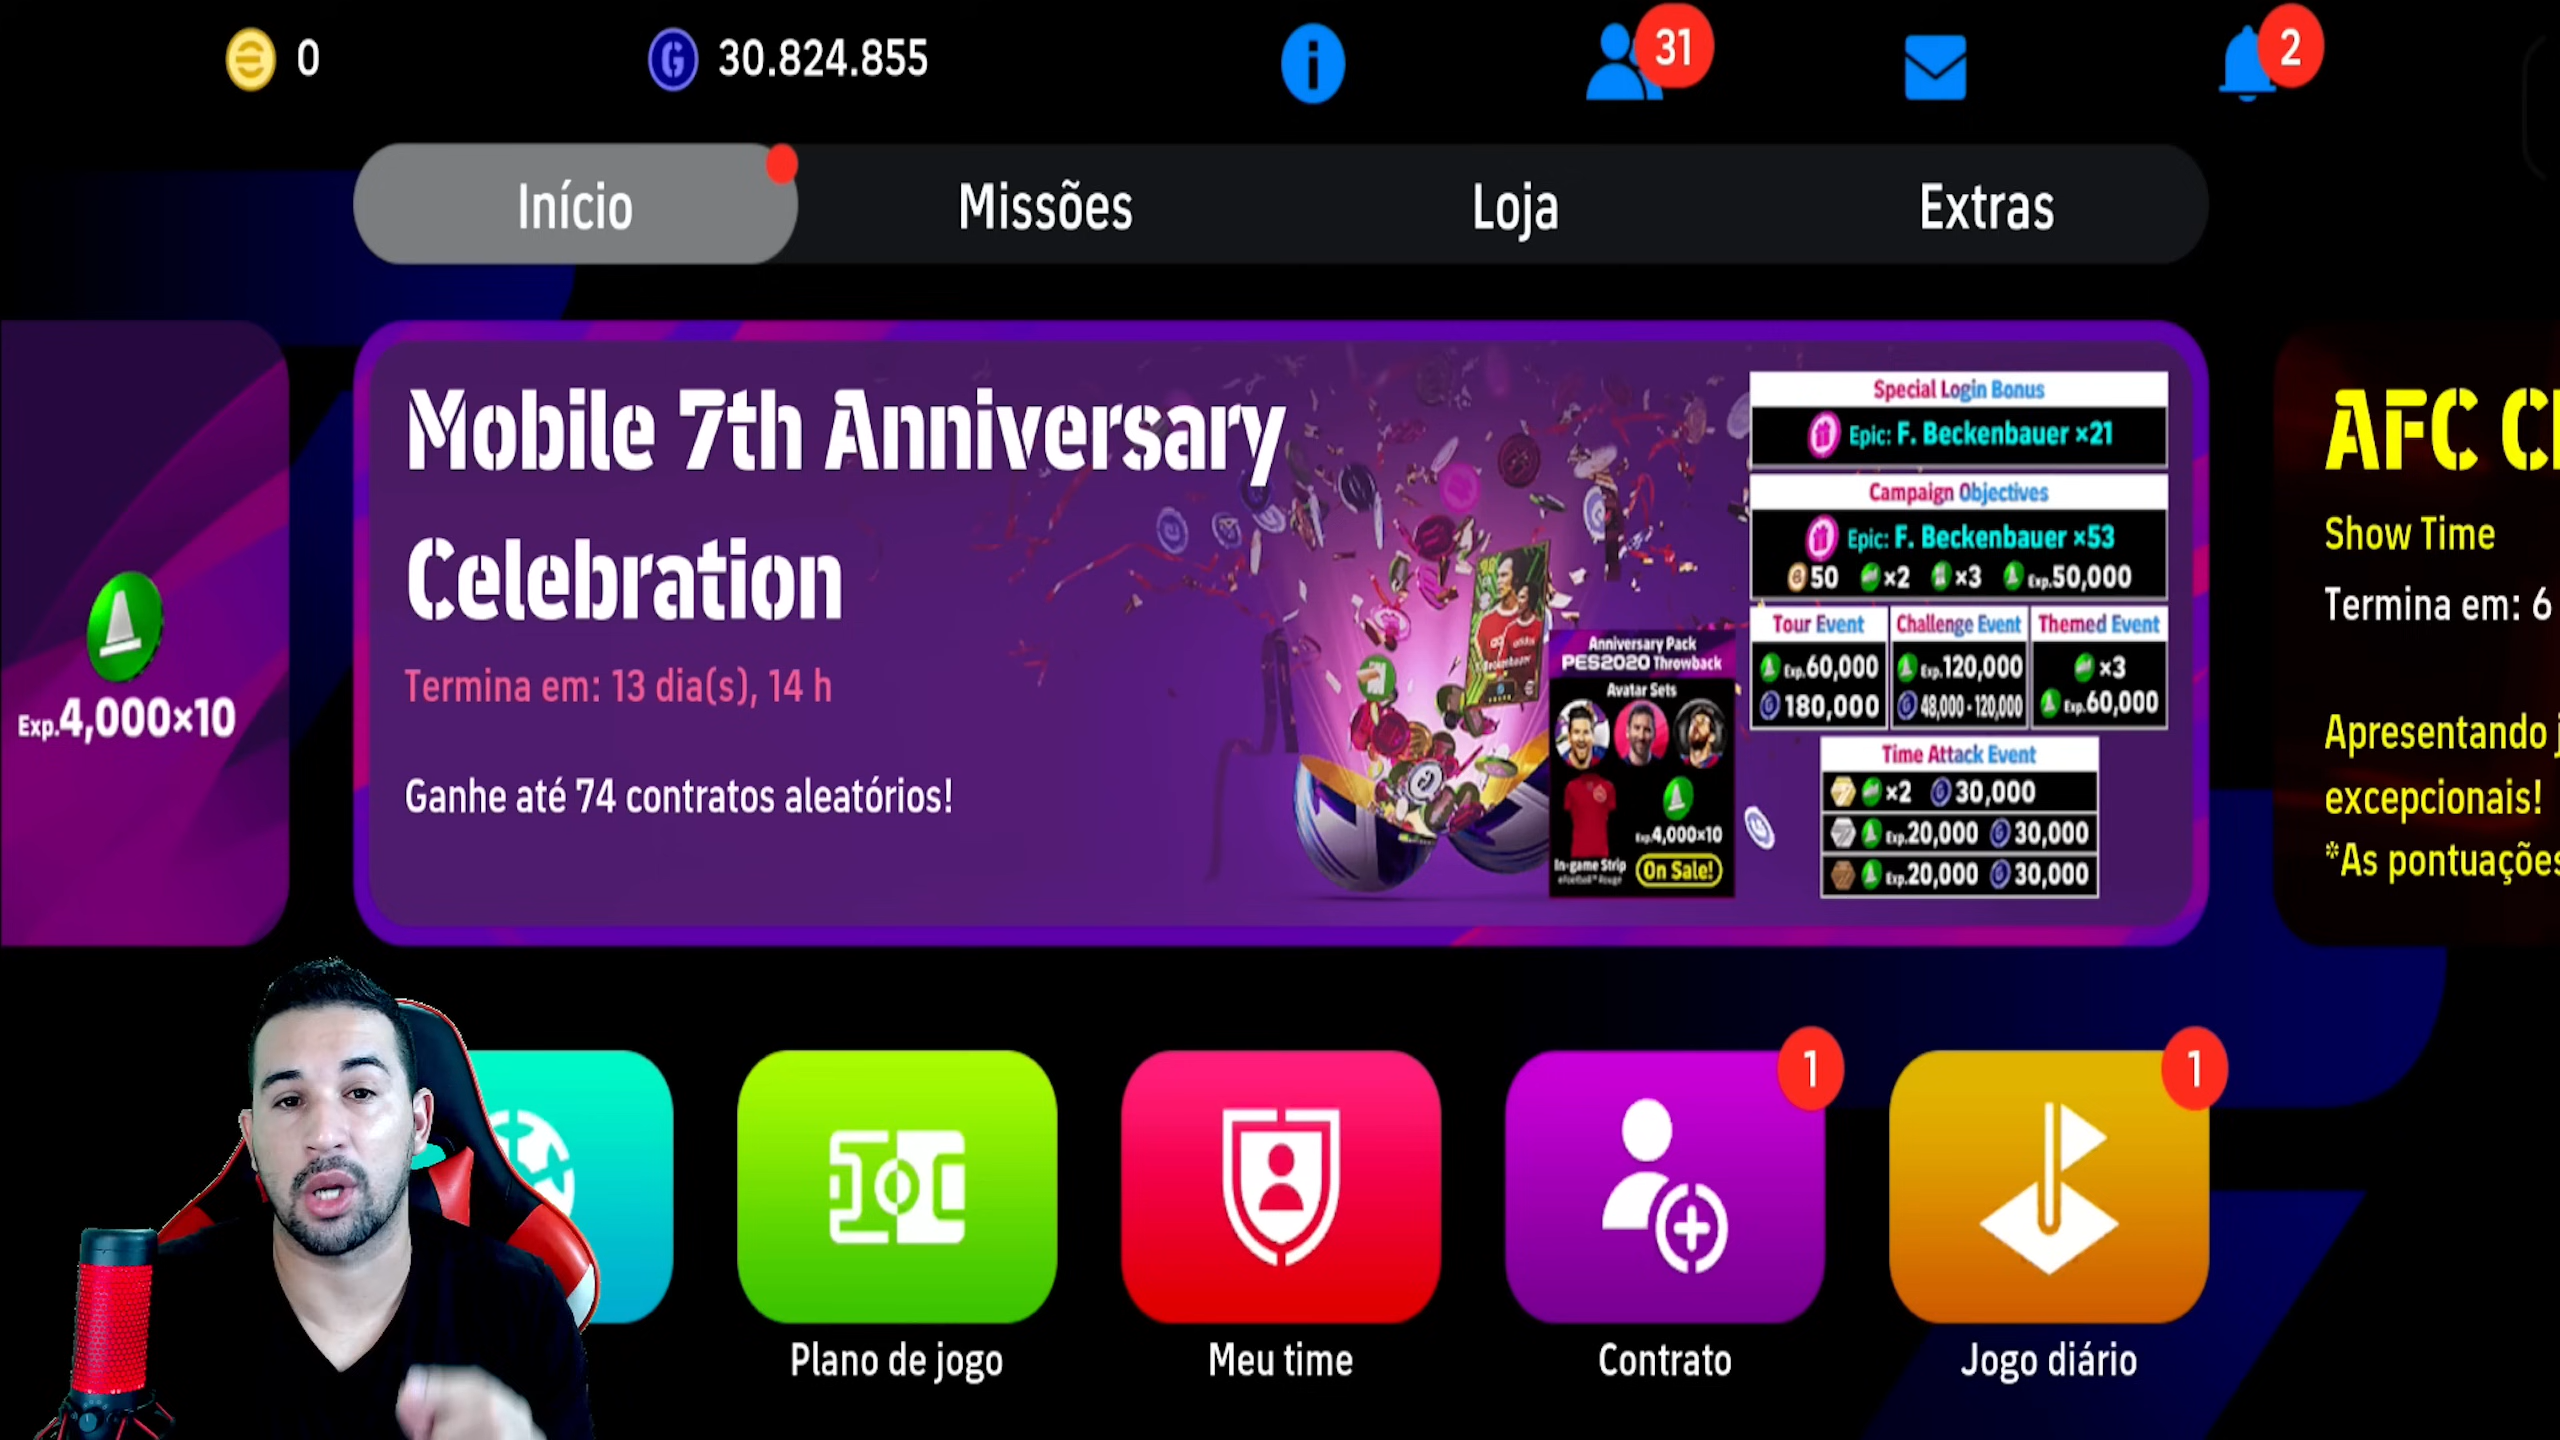 0
30.824.855
31
2
Início
Missões
Loja
Extras
Exp.4,000×10
Mobile 7th Anniversary
Celebration
Termina em: 13 dia(s), 14 h
Ganhe até 74 contratos aleatórios!
Anniversary Pack
PES2020 Throwback
Avatar Sets
Exp.4,000×10
In-game Strip
On Sale!
Special Login Bonus
Epic: F. Beckenbauer ×21
Campaign Objectives
Epic: F. Beckenbauer ×53
50 ×2 ×3 Exp.50,000
Tour Event
Exp.60,000
180,000
Challenge Event
Exp.120,000
48,000 - 120,000
Themed Event
×3
Exp.60,000
Time Attack Event
×2 30,000
Exp.20,000 30,000
Exp.20,000 30,000
AFC
Show Time
Termina em: 6
Apresentando
excepcionais!
*As pontuações
1
1
Plano de jogo
Meu time
Contrato
Jogo diário